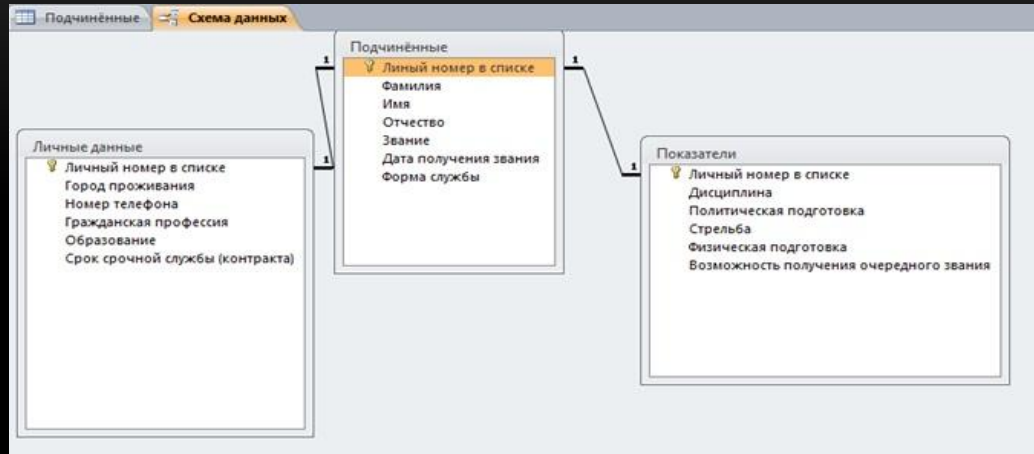 Подчинённые
Схема данных
Подчинённые
Линый номер в списке
Фамилия
Имя
Отчество
Звание
Дата получения звания
Форма службы
1
1
Личные данные
Личный номер в списке
Город проживания
Номер телефона
Гражданская профессия
Образование
Срок срочной службы (контракта)
1
1
Показатели
Личный номер в списке
Дисциплина
Политическая подготовка
Стрельба
Физическая подготовка
Возможность получения очередного звания